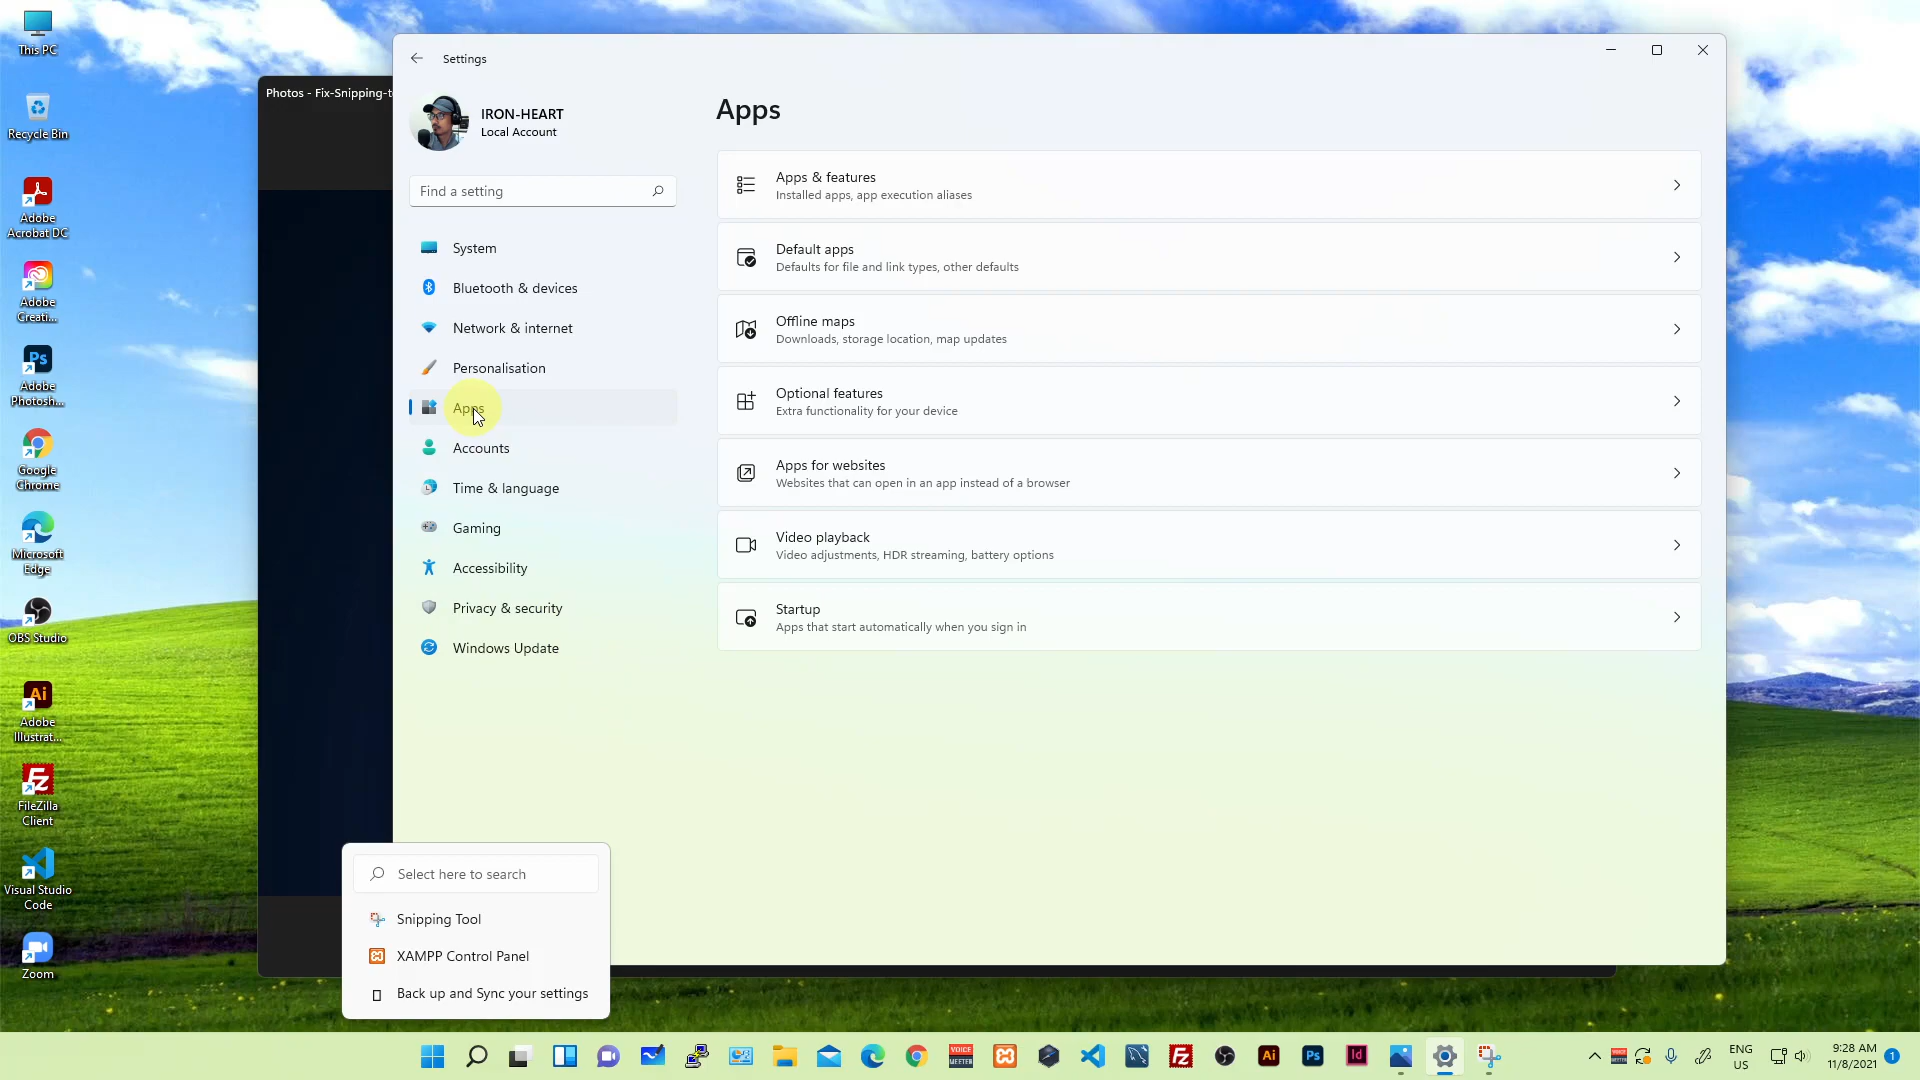 This PC
Recycle Bin
Adobe
Acrobat DC
Adobe
Creati...
Adobe
Photosh...
Google
Chrome
Microsoft
Edge
OBS Studio
Adobe
Illustrat...
FileZilla
Client
Visual Studio
Code
Zoom
Photos - Fix-Snipping-to
Settings
IRON-HEART
Local Account
Find a setting
System
Bluetooth & devices
Network & internet
Personalisation
Apps
Accounts
Time & language
Gaming
Accessibility
Privacy & security
Windows Update
Apps
Apps & features
Installed apps, app execution aliases
Default apps
Defaults for file and link types, other defaults
Offline maps
Downloads, storage location, map updates
Optional features
Extra functionality for your device
Apps for websites
Websites that can open in an app instead of a browser
Video playback
Video adjustments, HDR streaming, battery options
Startup
Apps that start automatically when you sign in
Select here to search
Snipping Tool
XAMPP Control Panel
Back up and Sync your settings
VOICE
MEETER
Ai
Ps
Id
ENG
US
9:28 AM
11/8/2021
1